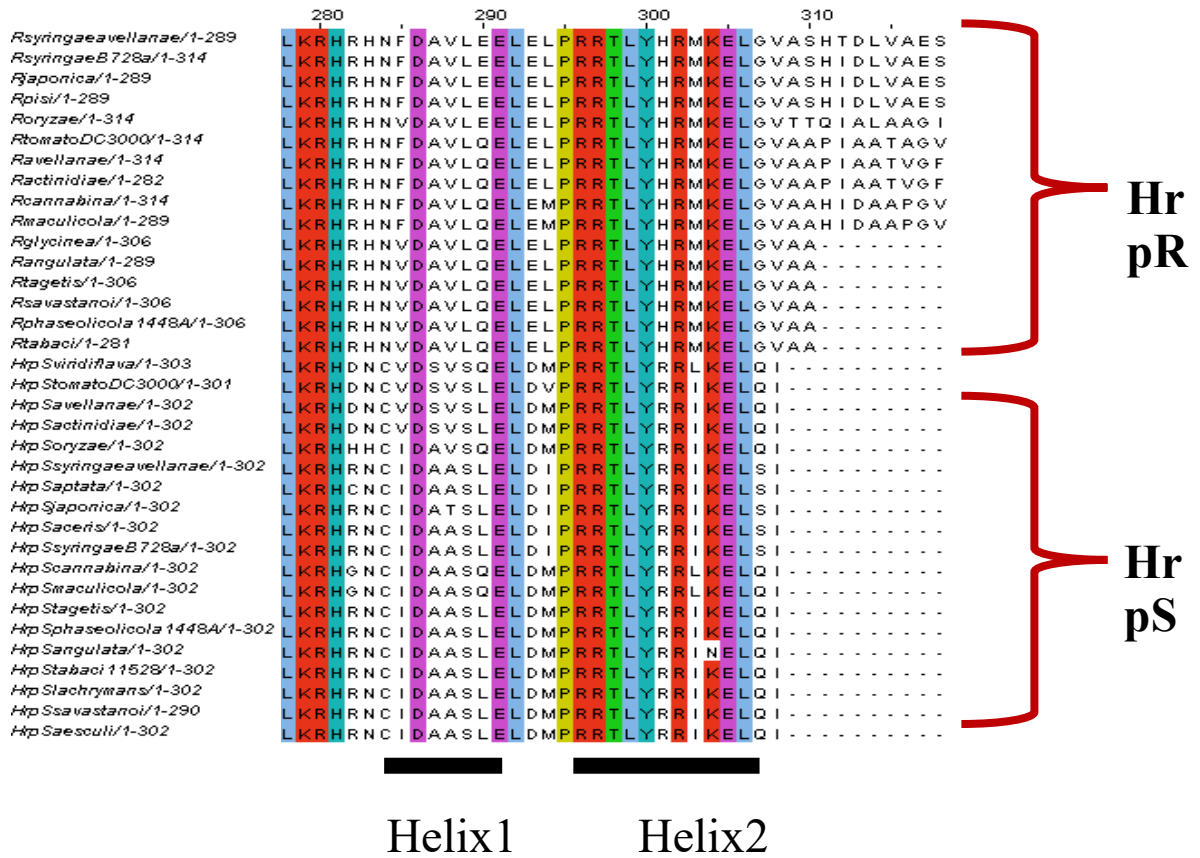 280 290 300 310
Rsyringaeavellanae/1-289 LKRHRHNFDAVLEELELPRRTLYHRMKELGVASHTDLVAES
RsyringaeB728a/1-314 LKRHRHNFDAVLEELELPRRTLYHRMKELGVASHIDLVAES
Rjaponica/1-289 LKRHRHNFDAVLEELELPRRTLYHRMKELGVASHIDLVAES
Rpisi/1-289 LKRHRHNFDAVLEELELPRRTLYHRMKELGVASHIDLVAES
Roryzae/1-314 LKRHRHNVDAVLEELELPRRTLYHRMKELGVTTQIALAAGI
RtomatoDC3000/1-314 LKRHRHNFDAVLQELELPRRTLYHRMKELGVAAPIAATAGV
Ravellanae/1-314 LKRHRHNFDAVLQELELPRRTLYHRMKELGVAAPIAATVGF
Ractinidiae/1-282 LKRHRHNFDAVLQELELPRRTLYHRMKELGVAAPIAATVGF
Rcannabina/1-314 LKRHRHNFDAVLQELEMPRRTLYHRMKELGVAAHIDAAPGV
Rmaculicola/1-289 LKRHRHNFDAVLQELEMPRRTLYHRMKELGVAAHIDAAPGV
Rglycinea/1-306 LKRHRHNVDAVLQELELPRRTLYHRMKELGVAA--------
Rangulata/1-289 LKRHRHNVDAVLQELELPRRTLYHRMKELGVAA--------
Rtagetis/1-306 LKRHRHNVDAVLQELELPRRTLYHRMKELGVAA--------
Rsavastanoi/1-306 LKRHRHNVDAVLQELELPRRTLYHRMKELGVAA--------
Rphaseolicola1448A/1-306 LKRHRHNVDAVLQELELPRRTLYHRMKELGVAA--------
Rtabaci/1-281 LKRHRHNVDAVLQELELPRRTLYHRMKELGVAA--------
HrpSviridiflava/1-303 LKRHDNCVDSVSQELDMPRRTLYRRLKELQI----------
HrpStomatoDC3000/1-301 LKRHDNCVDSVSLELDVPRRTLYRRIKELQI----------
HrpSavellanae/1-302 LKRHDNCVDSVSLELDMPRRTLYRRIKELQI----------
HrpSactinidiae/1-302 LKRHDNCVDSVSLELDMPRRTLYRRIKELQI----------
HrpSoryzae/1-302 LKRHHHCIDAVSQELDMPRRTLYRRIKELQI----------
HrpSsyringaeavellanae/1-302 LKRHRNCIDAASLELDIPRRTLYRRIKELSI----------
HrpSaptata/1-302 LKRHCNCIDAASLELDIPRRTLYRRIKELSI----------
HrpSjaponica/1-302 LKRHRNCIDATSLELDIPRRTLYRRIKELSI----------
HrpSaceris/1-302 LKRHRNCIDAASLELDIPRRTLYRRIKELSI----------
HrpSsyringaeB728a/1-302 LKRHRNCIDAASLELDIPRRTLYRRIKELSI----------
HrpScannabina/1-302 LKRHGNCIDAASQELDMPRRTLYRRLKELQI----------
HrpSmaculicola/1-302 LKRHGNCIDAASQELDMPRRTLYRRLKELQI----------
HrpStagetis/1-302 LKRHRNCIDAASLELDMPRRTLYRRIKELQI----------
HrpSphaseolicola1448A/1-302 LKRHRNCIDAASLELDMPRRTLYRRIKELQI----------
HrpSangulata/1-302 LKRHRNCIDAASLELDMPRRTLYRRINELQI----------
HrpStabaci11528/1-302 LKRHRNCIDAASLELDMPRRTLYRRIKELQI----------
HrpSlachrymans/1-302 LKRHRNCIDAASLELDMPRRTLYRRIKELQI----------
HrpSsavastanoi/1-290 LKRHRNCIDAASLELDMPRRTLYRRIKELQI----------
HrpSaesculi/1-302 LKRHRNCIDAASLELDMPRRTLYRRIKELQI----------
Hr
pR
Hr
pS
Helix1 Helix2